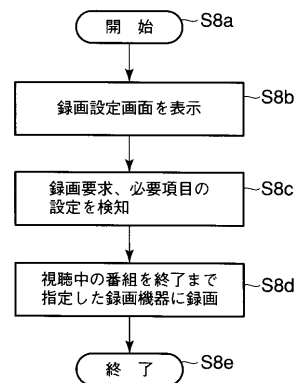 開 始
S8a
録画設定画面を表示
S8b
録画要求、必要項目の
設定を検知
S8c
視聴中の番組を終了まで
指定した録画機器に録画
S8d
終 了
S8e